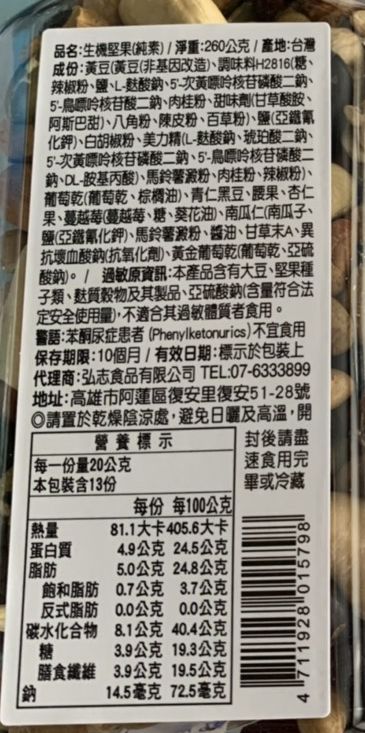 品名:生機堅果(純素) / 淨重:260公克 / 產地:台灣
成份:黃豆(黃豆(非基因改造)、調味料H2816(糖、
辣椒粉、鹽、L-麩酸鈉、5'-次黃嘌呤核苷磷酸二鈉、
5'-鳥嘌呤核苷酸二鈉、肉桂粉、甜味劑(甘草酸胺、
阿斯巴甜)、八角粉、陳皮粉、百草粉)、鹽(亞鐵氰
化鉀)、白胡椒粉、美力精(L-麩酸鈉、琥珀酸二鈉、
5'-次黃嘌呤核苷磷酸二鈉、5'-鳥嘌呤核苷磷酸二
鈉、DL-胺基丙酸)、馬鈴薯澱粉、肉桂粉、辣椒粉)、
葡萄乾(葡萄乾、棕櫚油)、青仁黑豆、腰果、杏仁
果、蔓越莓(蔓越莓、糖、葵花油)、南瓜仁(南瓜子、
鹽(亞鐵氰化鉀)、馬鈴薯澱粉、醬油、甘草末A、異
抗壞血酸鈉(抗氧化劑)、黃金葡萄乾(葡萄乾、亞硫
酸鈉)。/ 過敏原資訊:本產品含有大豆、堅果種
子類、麩質穀物及其製品、亞硫酸鈉(含量符合法
定安全使用量),不適合其過敏體質者食用。
警語:苯酮尿症患者 (Phenylketonurics) 不宜食用
保存期限:10個月 / 有效日期:標示於包裝上
代理商:弘志食品有限公司 TEL:07-6333899
地址:高雄市阿蓮區復安里復安51-28號
◎請置於乾燥陰涼處,避免日曬及高溫,開
封後請盡
速食用完
畢或冷藏
營養標示
每一份量20公克
本包裝含13份
每份 每100公克
熱量 81.1大卡 405.6大卡
蛋白質 4.9公克 24.5公克
脂肪 5.0公克 24.8公克
飽和脂肪 0.7公克 3.7公克
反式脂肪 0.0公克 0.0公克
碳水化合物 8.1公克 40.4公克
糖 3.9公克 19.3公克
膳食纖維 3.9公克 19.5公克
鈉 14.5毫克 72.5毫克
4 711928 015798